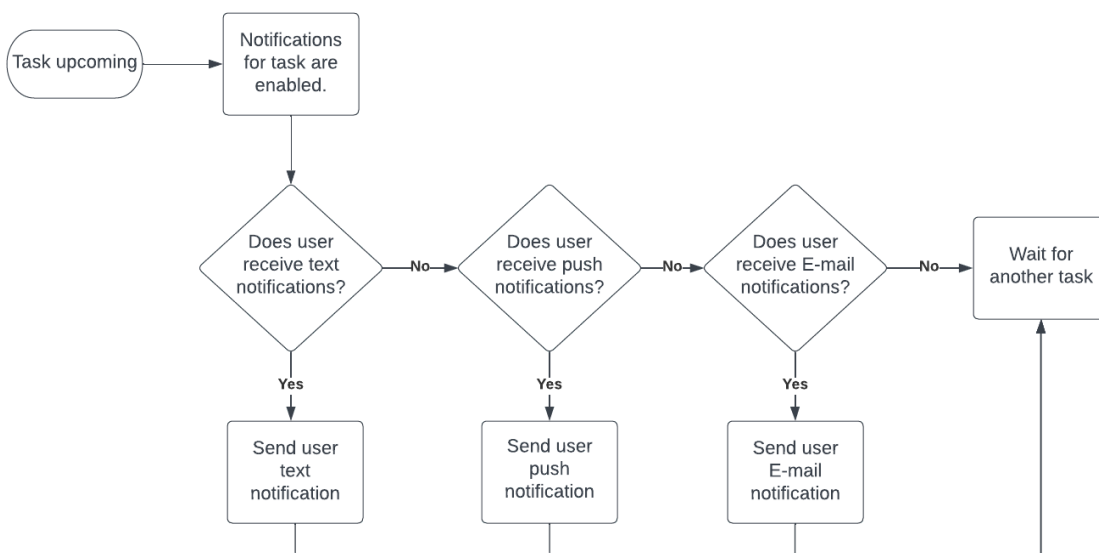 Task upcoming
Notifications
for task are
enabled.
Does user
receive text
notifications?
No
Does user
receive push
notifications?
No
Does user
receive E-mail
notifications?
No
Wait for
another task
Yes
Yes
Yes
Send user
text
notification
Send user
push
notification
Send user
E-mail
notification